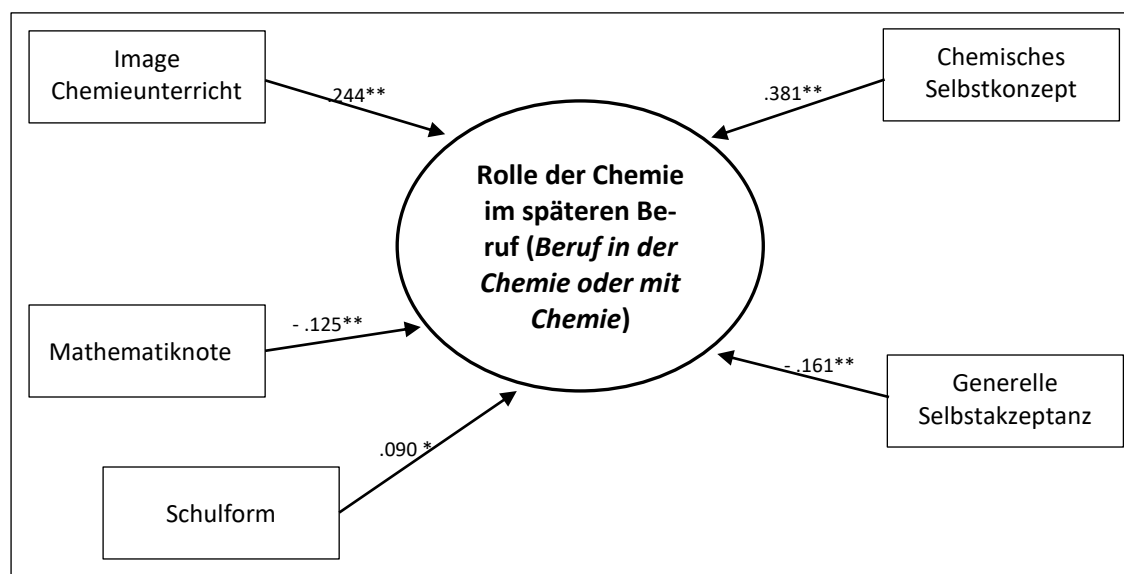 Image
Chemieunterricht
.244**
Chemisches
Selbstkonzept
.381**
Rolle der Chemie
im späteren Be-
ruf (Beruf in der
Chemie oder mit
Chemie)
Mathematiknote
- .125**
Generelle
Selbstakzeptanz
- .161**
Schulform
.090 *